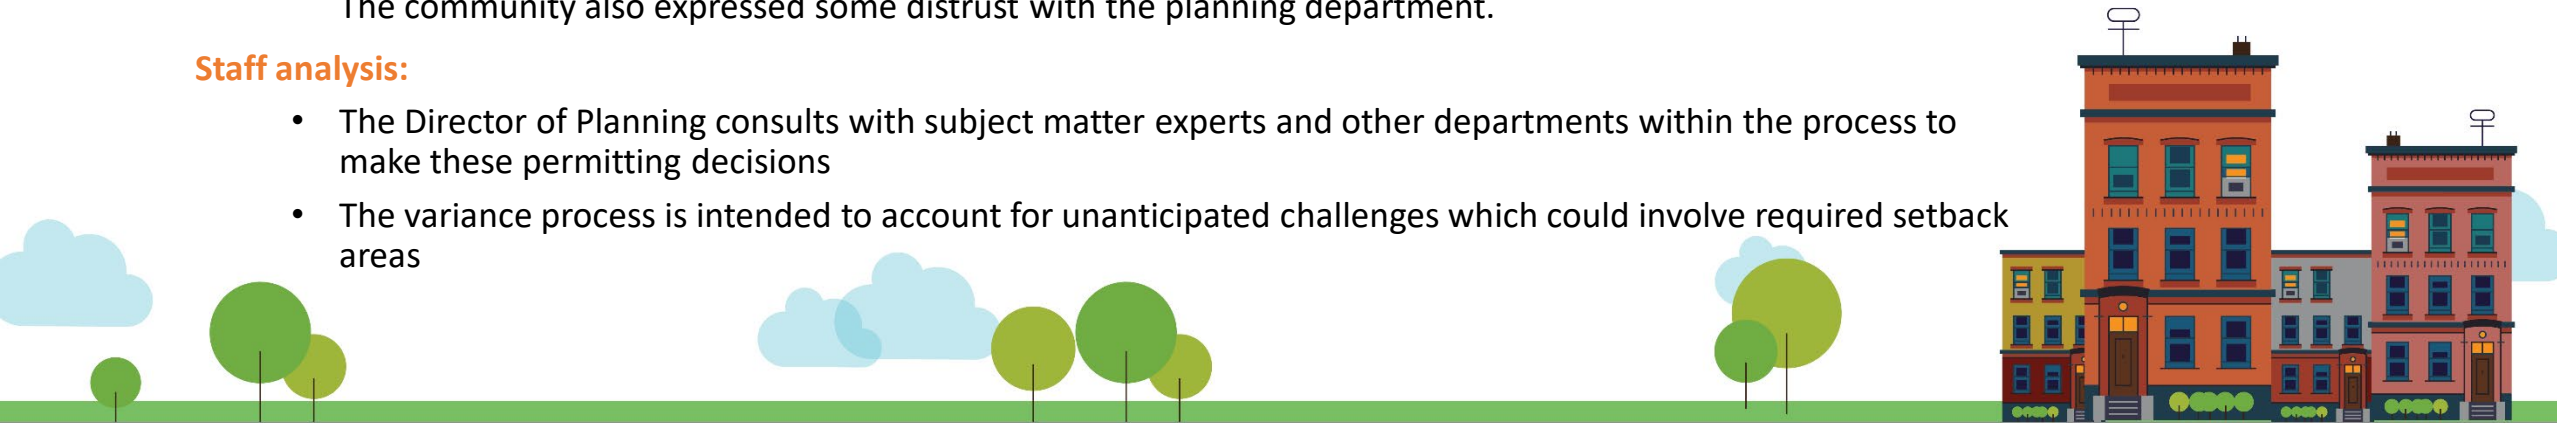 The community also expressed some distrust with the planning department.
Staff analysis:
• The Director of Planning consults with subject matter experts and other departments within the process to
make these permitting decisions
• The variance process is intended to account for unanticipated challenges which could involve required setback
areas